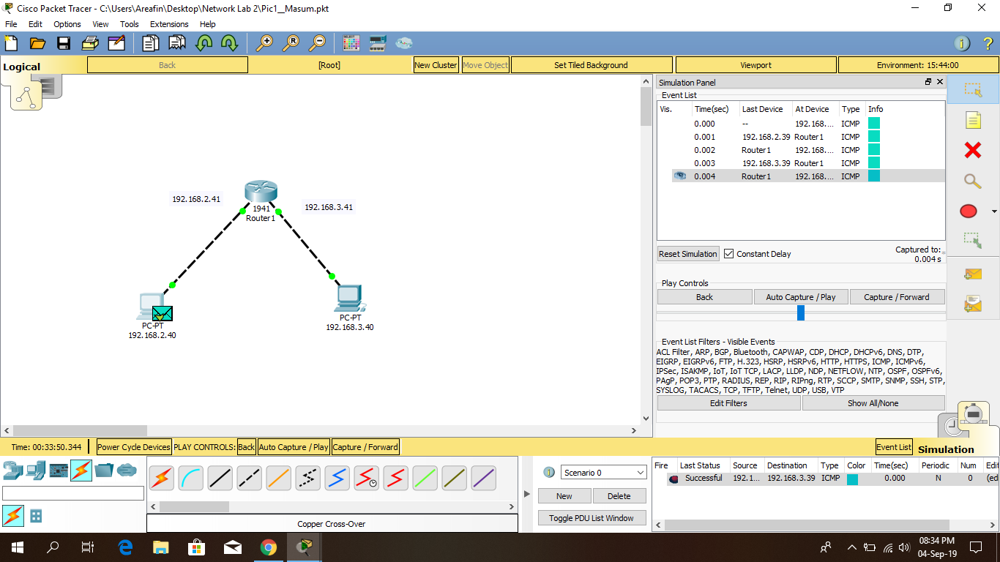 Cisco Packet Tracer - C:\Users\Areafin\Desktop\Network Lab 2\Pic1__Masum.pkt
File Edit Options View Tools Extensions Help
Logical
Back
[Root]
New Cluster
Move Object
Set Tiled Background
Viewport
Environment: 15:44:00
192.168.2.41
192.168.3.41
1941
Router1
PC-PT
192.168.2.40
PC-PT
192.168.3.40
Simulation Panel
Event List
Vis. Time(sec) Last Device At Device Type Info
0.000 -- 192.168.... ICMP
0.001 192.168.2.39 Router1 ICMP
0.002 Router1 192.168.... ICMP
0.003 192.168.3.39 Router1 ICMP
0.004 Router1 192.168.... ICMP
Reset Simulation
Constant Delay
Captured to: *
0.004 s
Play Controls
Back
Auto Capture / Play
Capture / Forward
Event List Filters - Visible Events
ACL Filter, ARP, BGP, Bluetooth, CAPWAP, CDP, DHCP, DHCPv6, DNS, DTP,
EIGRP, EIGRPv6, FTP, H.323, HSRP, HSRPv6, HTTP, HTTPS, ICMP, ICMPv6,
IPSec, ISAKMP, IoT, IoT TCP, LACP, LLDP, NDP, NETFLOW, NTP, OSPF, OSPFv6,
PAgP, POP3, PTP, RADIUS, REP, RIP, RIPng, RTP, SCCP, SMTP, SNMP, SSH, STP,
SYSLOG, TACACS, TCP, TFTP, Telnet, UDP, USB, VTP
Edit Filters
Show All/None
Time: 00:33:50.344
Power Cycle Devices
PLAY CONTROLS:
Back
Auto Capture / Play
Capture / Forward
Event List
Simulation
Copper Cross-Over
Scenario 0
New
Delete
Toggle PDU List Window
Fire Last Status Source Destination Type Color Time(sec) Periodic Num Edit
Successful 192.1... 192.168.3.39 ICMP 0.000 N 0 (ed
08:34 PM
04-Sep-19